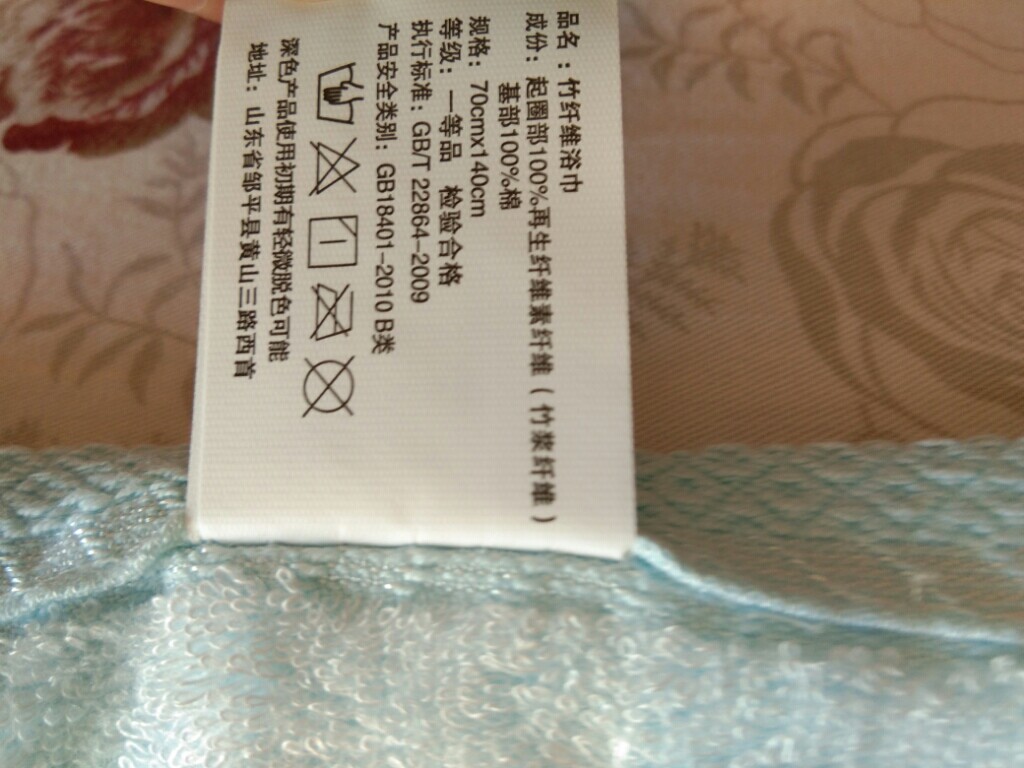 品名：竹纤维浴巾
成份：起圈部100%再生纤维素纤维（竹浆纤维）
基部100%棉
规格：70cmx140cm
等级：一等品 检验合格
执行标准：GB/T 22864-2009
产品安全类别：GB18401-2010 B类
深色产品使用初期有轻微脱色可能
地址：山东省邹平县黄山三路西首